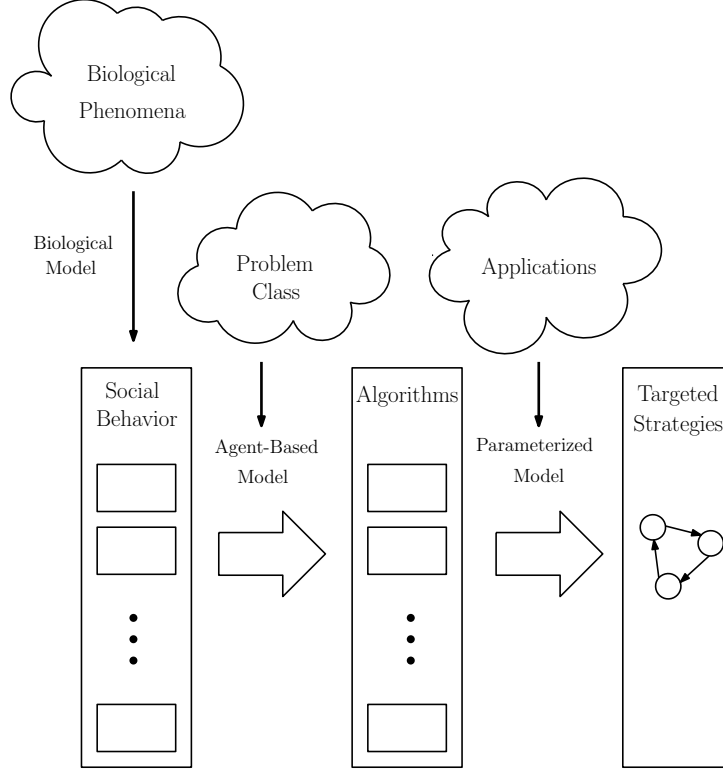 Biological
Phenomena
Biological
Model
Problem
Class
Applications
Social
Behavior
Agent-Based
Model
Algorithms
Parameterized
Model
Targeted
Strategies